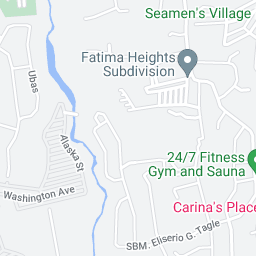 Seamen's Village
Fatima Heights
Subdivision
Ubas
Alaska St
24/7 Fitness
Gym and Sauna
Washington Ave
Carina's Place
SBM. Eliserio G. Tagle